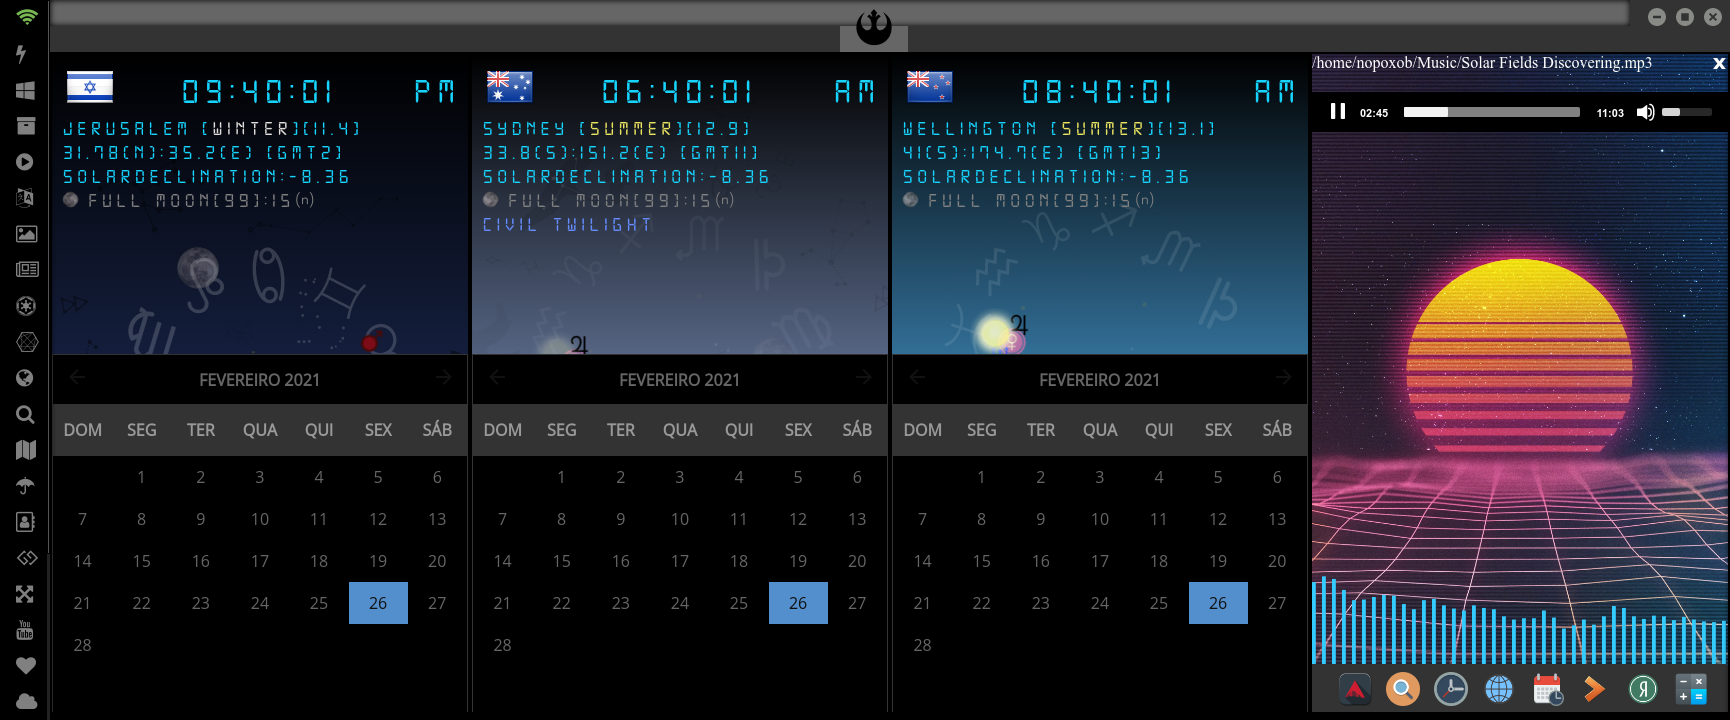 09:40:01 PM
JERUSALEM [WINTER][11.4]
31.78(N):35.2(E) [GMT2]
SOLARDECLINATION:-8.36
FULL MOON[99]:15(n)
FEVEREIRO 2021
DOM SEG TER QUA QUI SEX SÁB
1 2 3 4 5 6
7 8 9 10 11 12 13
14 15 16 17 18 19 20
21 22 23 24 25 26 27
28
06:40:01 AM
SYDNEY [SUMMER][12.9]
33.8(S):151.2(E) [GMT11]
SOLARDECLINATION:-8.36
FULL MOON[99]:15(n)
CIVIL TWILIGHT
FEVEREIRO 2021
DOM SEG TER QUA QUI SEX SÁB
1 2 3 4 5 6
7 8 9 10 11 12 13
14 15 16 17 18 19 20
21 22 23 24 25 26 27
28
08:40:01 AM
WELLINGTON [SUMMER][13.1]
41(S):174.7(E) [GMT13]
SOLARDECLINATION:-8.36
FULL MOON[99]:15(n)
FEVEREIRO 2021
DOM SEG TER QUA QUI SEX SÁB
1 2 3 4 5 6
7 8 9 10 11 12 13
14 15 16 17 18 19 20
21 22 23 24 25 26 27
28
/home/nopoxob/Music/Solar Fields Discovering.mp3 x
02:45 11:03
You Tube
Я